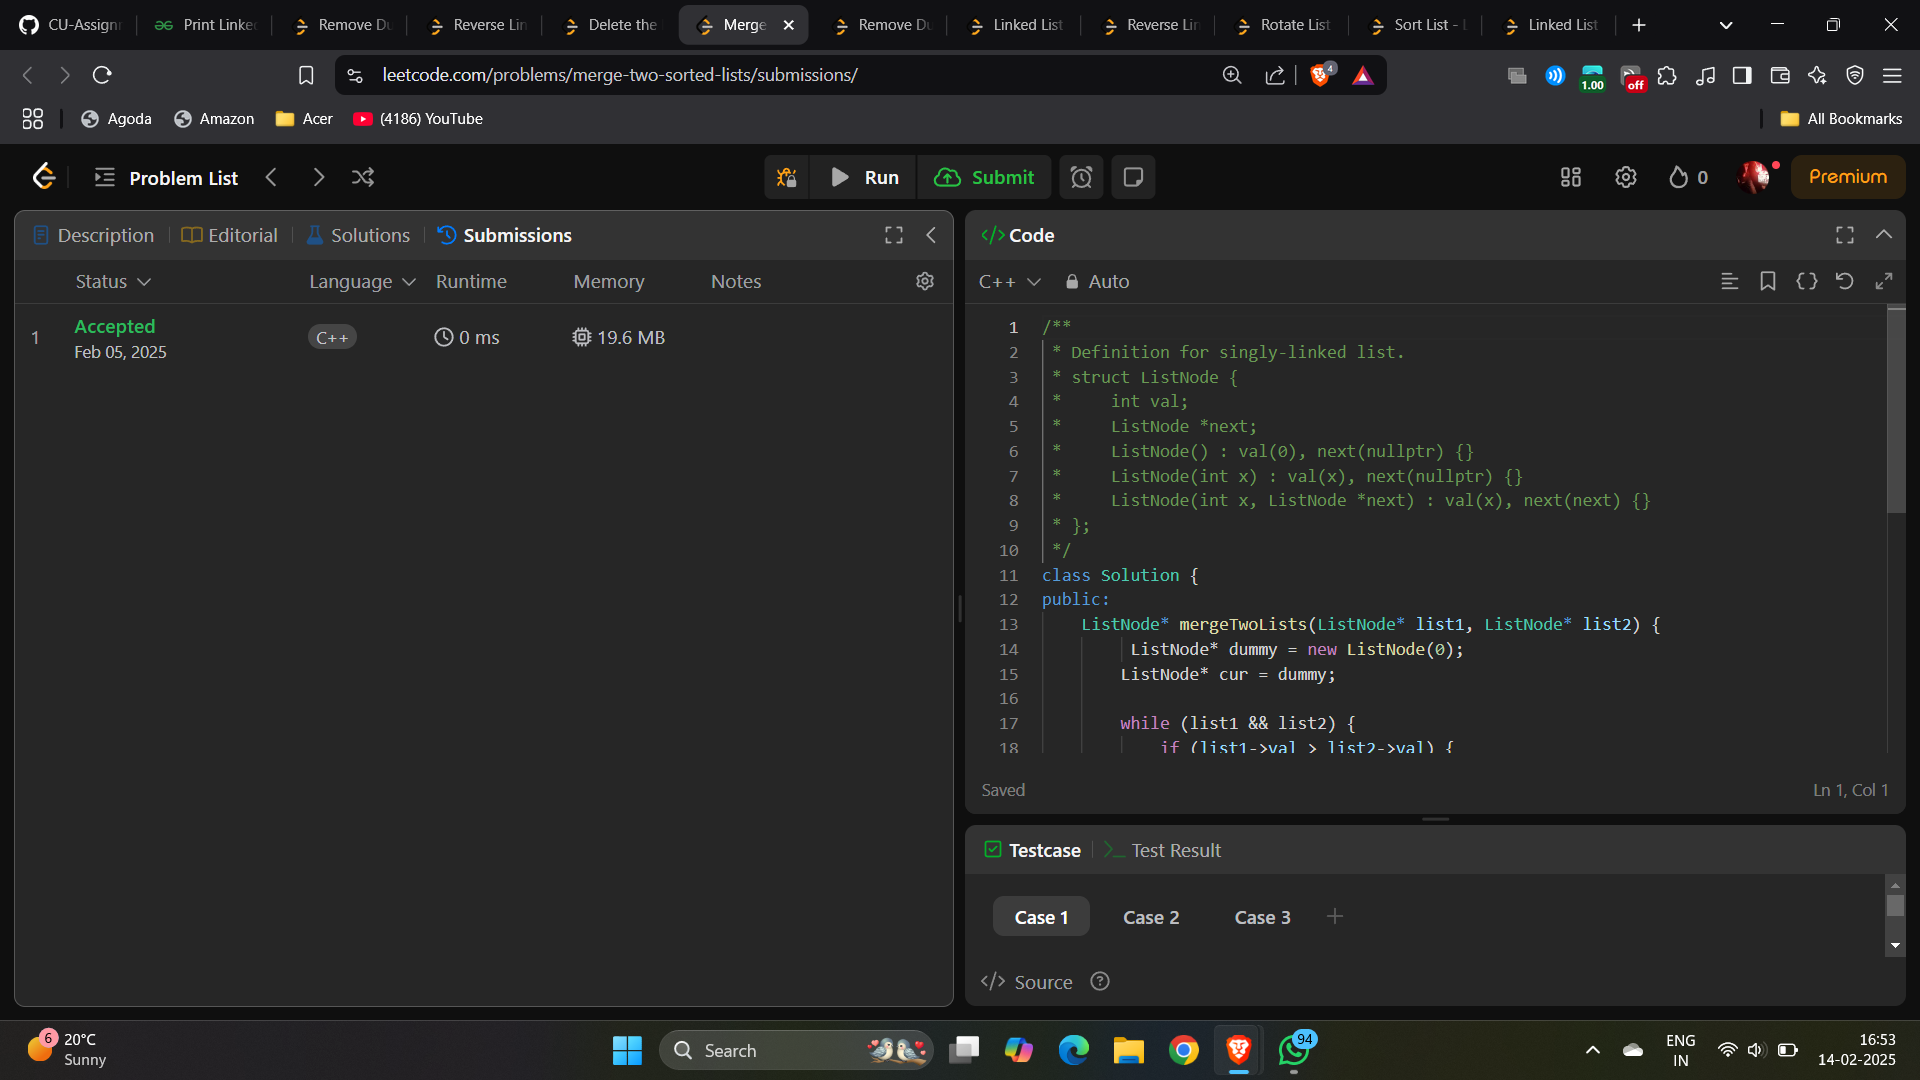 CU-Assignm
Print Linked
Remove Du
Reverse Lin
Delete the
Merge
Remove Du
Linked List
Reverse Lin
Rotate List
Sort List - L
Linked List
leetcode.com/problems/merge-two-sorted-lists/submissions/
4
1.00
off
Agoda
Amazon
Acer
(4186) YouTube
All Bookmarks
Problem List
Run
Submit
0
Premium
Description
Editorial
Solutions
Submissions
Status
Language
Runtime
Memory
Notes
1
Accepted
Feb 05, 2025
C++
0 ms
19.6 MB
</> Code
C++
Auto
1 /**
2 * Definition for singly-linked list.
3 * struct ListNode {
4 *     int val;
5 *     ListNode *next;
6 *     ListNode() : val(0), next(nullptr) {}
7 *     ListNode(int x) : val(x), next(nullptr) {}
8 *     ListNode(int x, ListNode *next) : val(x), next(next) {}
9 * };
10 */
11 class Solution {
12 public:
13     ListNode* mergeTwoLists(ListNode* list1, ListNode* list2) {
14          ListNode* dummy = new ListNode(0);
15         ListNode* cur = dummy;
16
17         while (list1 && list2) {
18             if (list1->val > list2->val) {
Saved
Ln 1, Col 1
Testcase
Test Result
Case 1
Case 2
Case 3
</> Source
6
20°C
Sunny
Search
94
ENG
IN
16:53
14-02-2025